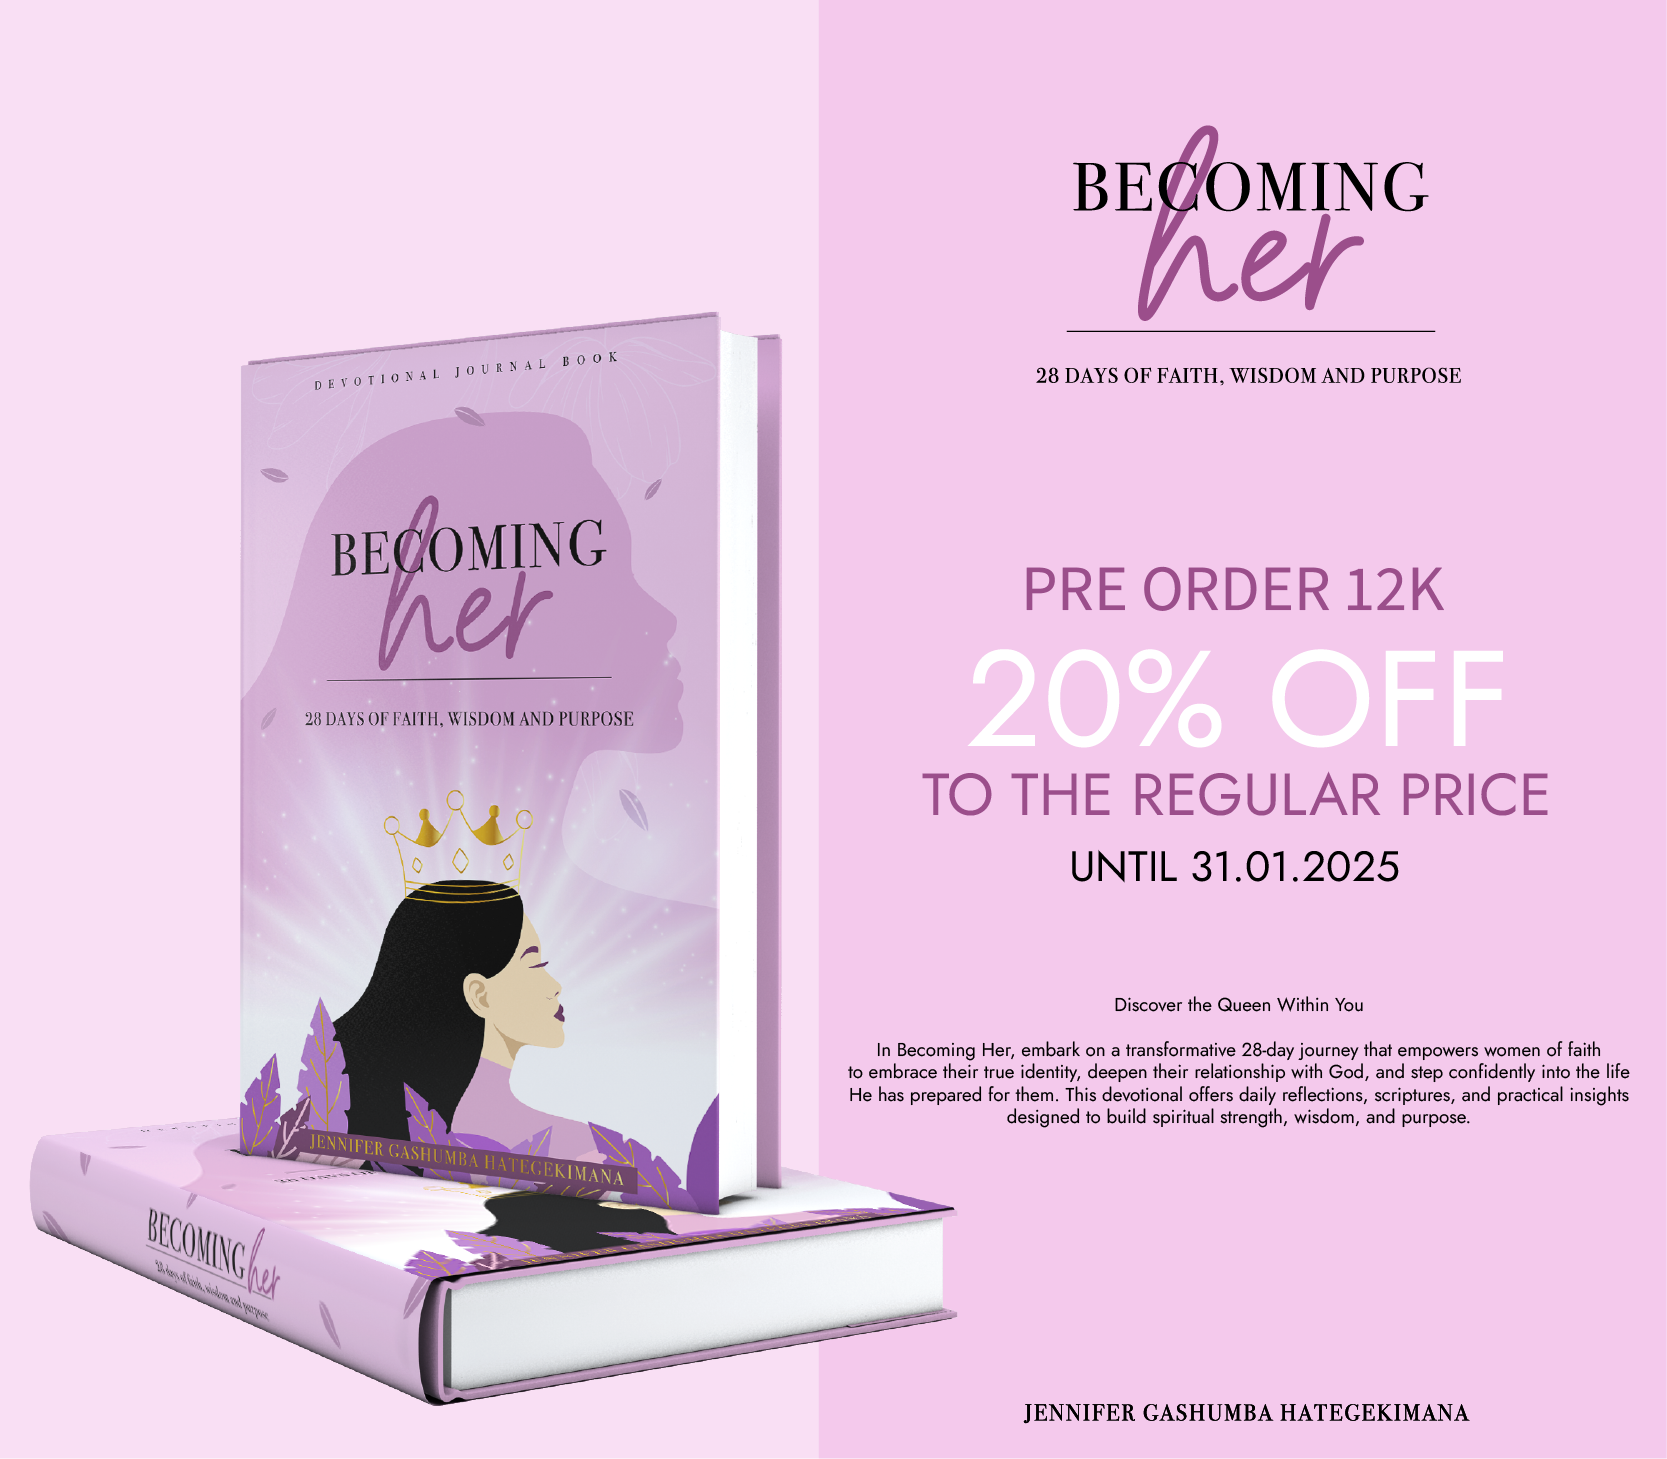 DEVOTIONAL JOURNAL BOOK
BECOMING
her
28 DAYS OF FAITH, WISDOM AND PURPOSE
JENNIFER GASHUMBA HATEGEKIMANA
BECOMING her
28 days of faith, wisdom and purpose
BECOMING
her
28 DAYS OF FAITH, WISDOM AND PURPOSE
PRE ORDER 12K
20% OFF
TO THE REGULAR PRICE
UNTIL 31.01.2025
Discover the Queen Within You
In Becoming Her, embark on a transformative 28-day journey that empowers women of faith
to embrace their true identity, deepen their relationship with God, and step confidently into the life
He has prepared for them. This devotional offers daily reflections, scriptures, and practical insights
designed to build spiritual strength, wisdom, and purpose.
JENNIFER GASHUMBA HATEGEKIMANA